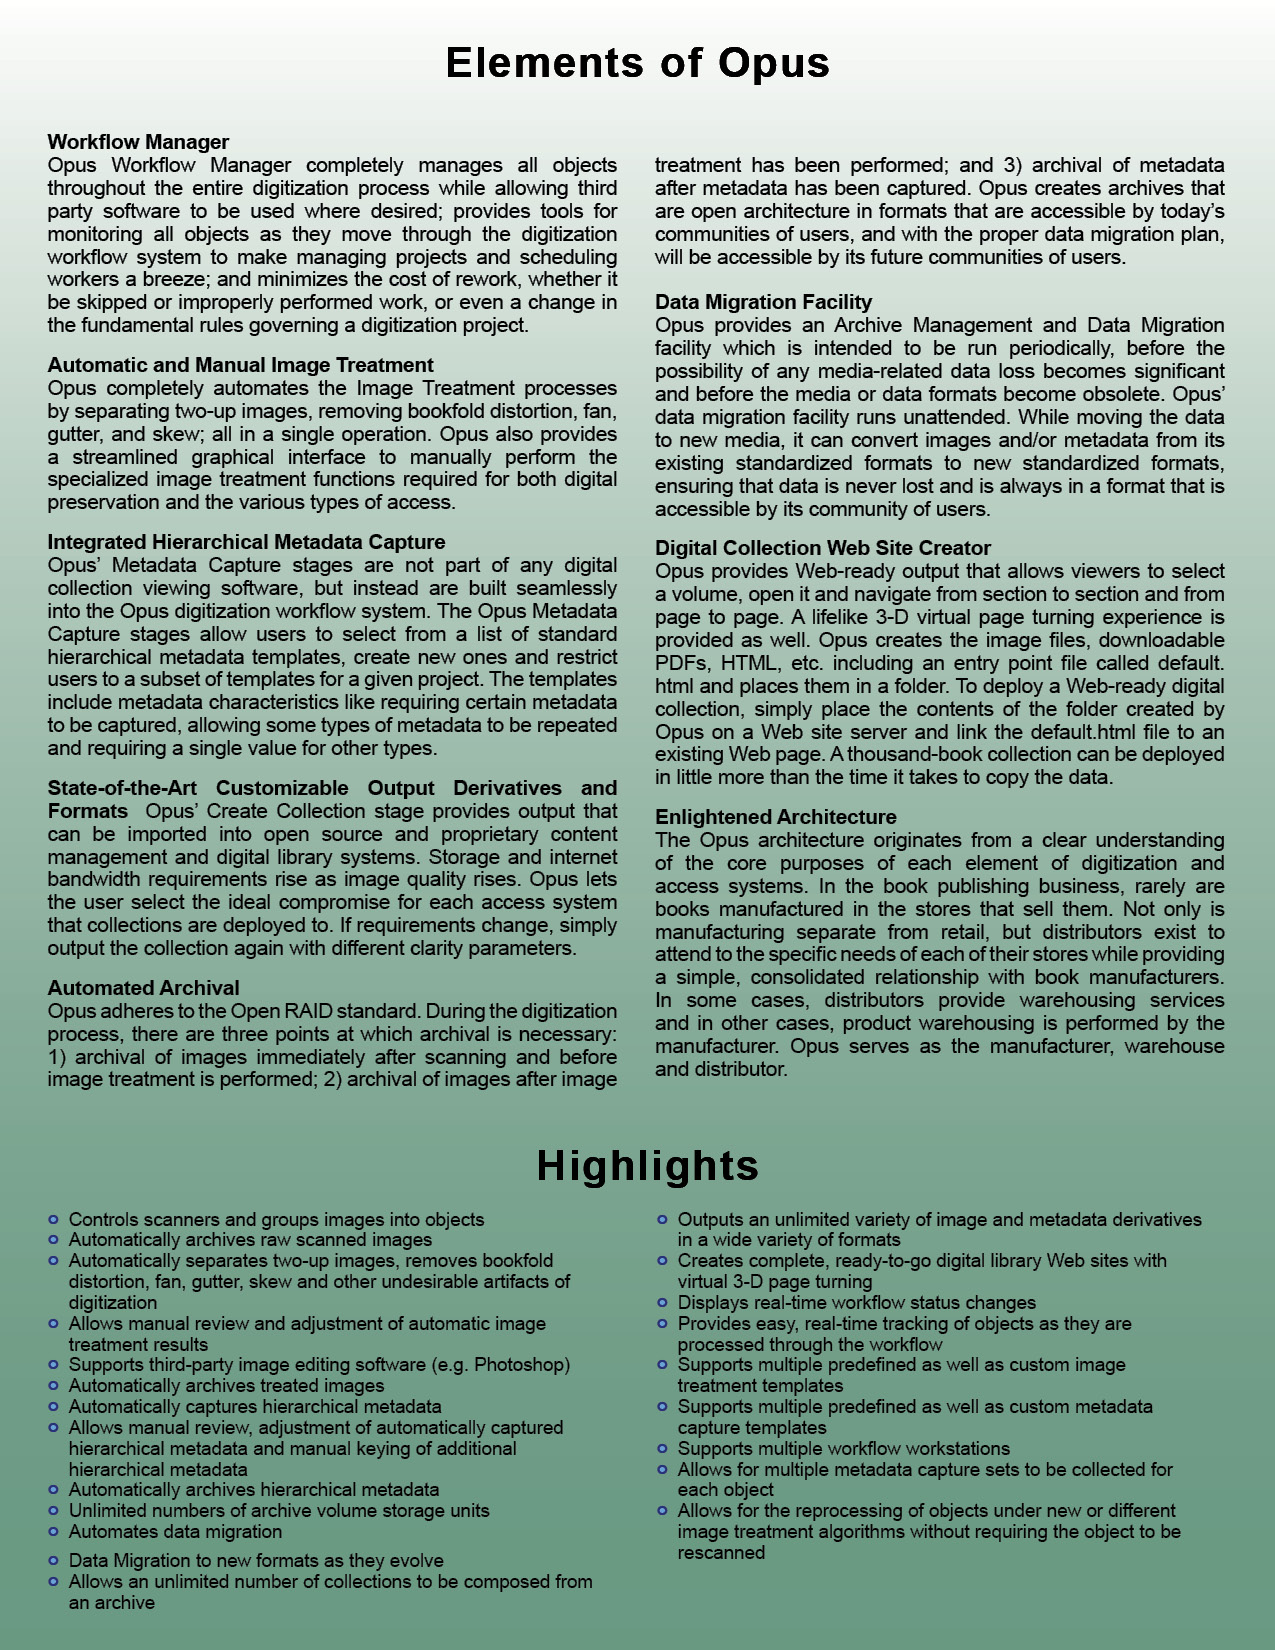 Elements of Opus
Workflow Manager
Opus Workflow Manager completely manages all objects
throughout the entire digitization process while allowing third
party software to be used where desired; provides tools for
monitoring all objects as they move through the digitization
workflow system to make managing projects and scheduling
workers a breeze; and minimizes the cost of rework, whether it
be skipped or improperly performed work, or even a change in
the fundamental rules governing a digitization project.
Automatic and Manual Image Treatment
Opus completely automates the Image Treatment processes
by separating two-up images, removing bookfold distortion, fan,
gutter, and skew; all in a single operation. Opus also provides
a streamlined graphical interface to manually perform the
specialized image treatment functions required for both digital
preservation and the various types of access.
Integrated Hierarchical Metadata Capture
Opus’ Metadata Capture stages are not part of any digital
collection viewing software, but instead are built seamlessly
into the Opus digitization workflow system. The Opus Metadata
Capture stages allow users to select from a list of standard
hierarchical metadata templates, create new ones and restrict
users to a subset of templates for a given project. The templates
include metadata characteristics like requiring certain metadata
to be captured, allowing some types of metadata to be repeated
and requiring a single value for other types.
State-of-the-Art Customizable Output Derivatives and
Formats Opus’ Create Collection stage provides output that
can be imported into open source and proprietary content
management and digital library systems. Storage and internet
bandwidth requirements rise as image quality rises. Opus lets
the user select the ideal compromise for each access system
that collections are deployed to. If requirements change, simply
output the collection again with different clarity parameters.
Automated Archival
Opus adheres to the Open RAID standard. During the digitization
process, there are three points at which archival is necessary:
1) archival of images immediately after scanning and before
image treatment is performed; 2) archival of images after image
treatment has been performed; and 3) archival of metadata
after metadata has been captured. Opus creates archives that
are open architecture in formats that are accessible by today’s
communities of users, and with the proper data migration plan,
will be accessible by its future communities of users.
Data Migration Facility
Opus provides an Archive Management and Data Migration
facility which is intended to be run periodically, before the
possibility of any media-related data loss becomes significant
and before the media or data formats become obsolete. Opus’
data migration facility runs unattended. While moving the data
to new media, it can convert images and/or metadata from its
existing standardized formats to new standardized formats,
ensuring that data is never lost and is always in a format that is
accessible by its community of users.
Digital Collection Web Site Creator
Opus provides Web-ready output that allows viewers to select
a volume, open it and navigate from section to section and from
page to page. A lifelike 3-D virtual page turning experience is
provided as well. Opus creates the image files, downloadable
PDFs, HTML, etc. including an entry point file called default.
html and places them in a folder. To deploy a Web-ready digital
collection, simply place the contents of the folder created by
Opus on a Web site server and link the default.html file to an
existing Web page. A thousand-book collection can be deployed
in little more than the time it takes to copy the data.
Enlightened Architecture
The Opus architecture originates from a clear understanding
of the core purposes of each element of digitization and
access systems. In the book publishing business, rarely are
books manufactured in the stores that sell them. Not only is
manufacturing separate from retail, but distributors exist to
attend to the specific needs of each of their stores while providing
a simple, consolidated relationship with book manufacturers.
In some cases, distributors provide warehousing services
and in other cases, product warehousing is performed by the
manufacturer. Opus serves as the manufacturer, warehouse
and distributor.
Highlights
Controls scanners and groups images into objects
Automatically archives raw scanned images
Automatically separates two-up images, removes bookfold
distortion, fan, gutter, skew and other undesirable artifacts of
digitization
Allows manual review and adjustment of automatic image
treatment results
Supports third-party image editing software (e.g. Photoshop)
Automatically archives treated images
Automatically captures hierarchical metadata
Allows manual review, adjustment of automatically captured
hierarchical metadata and manual keying of additional
hierarchical metadata
Automatically archives hierarchical metadata
Unlimited numbers of archive volume storage units
Automates data migration
Data Migration to new formats as they evolve
Allows an unlimited number of collections to be composed from
an archive
Outputs an unlimited variety of image and metadata derivatives
in a wide variety of formats
Creates complete, ready-to-go digital library Web sites with
virtual 3-D page turning
Displays real-time workflow status changes
Provides easy, real-time tracking of objects as they are
processed through the workflow
Supports multiple predefined as well as custom image
treatment templates
Supports multiple predefined as well as custom metadata
capture templates
Supports multiple workflow workstations
Allows for multiple metadata capture sets to be collected for
each object
Allows for the reprocessing of objects under new or different
image treatment algorithms without requiring the object to be
rescanned